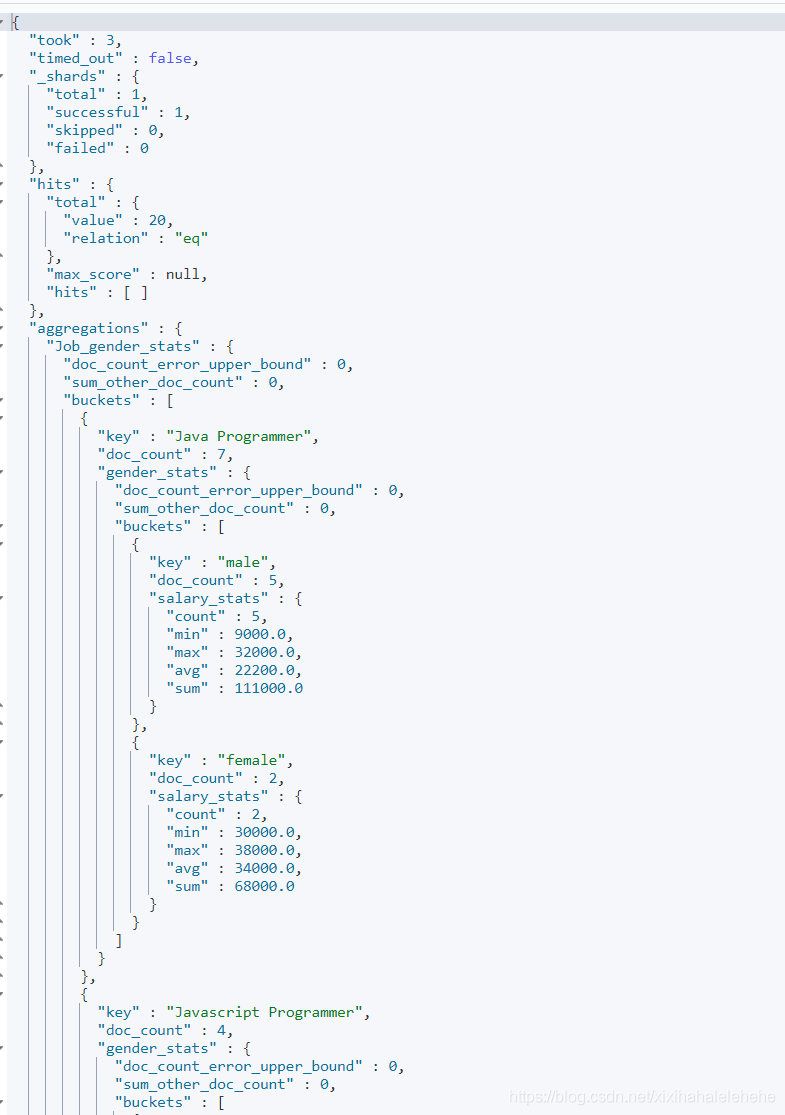 {
  "took" : 3,
  "timed_out" : false,
  "_shards" : {
    "total" : 1,
    "successful" : 1,
    "skipped" : 0,
    "failed" : 0
  },
  "hits" : {
    "total" : {
      "value" : 20,
      "relation" : "eq"
    },
    "max_score" : null,
    "hits" : [ ]
  },
  "aggregations" : {
    "Job_gender_stats" : {
      "doc_count_error_upper_bound" : 0,
      "sum_other_doc_count" : 0,
      "buckets" : [
        {
          "key" : "Java Programmer",
          "doc_count" : 7,
          "gender_stats" : {
            "doc_count_error_upper_bound" : 0,
            "sum_other_doc_count" : 0,
            "buckets" : [
              {
                "key" : "male",
                "doc_count" : 5,
                "salary_stats" : {
                  "count" : 5,
                  "min" : 9000.0,
                  "max" : 32000.0,
                  "avg" : 22200.0,
                  "sum" : 111000.0
                }
              },
              {
                "key" : "female",
                "doc_count" : 2,
                "salary_stats" : {
                  "count" : 2,
                  "min" : 30000.0,
                  "max" : 38000.0,
                  "avg" : 34000.0,
                  "sum" : 68000.0
                }
              }
            ]
          }
        },
        {
          "key" : "Javascript Programmer",
          "doc_count" : 4,
          "gender_stats" : {
            "doc_count_error_upper_bound" : 0,
            "sum_other_doc_count" : 0,
            "buckets" : [
https://blog.csdn.net/xixihahalelehehe